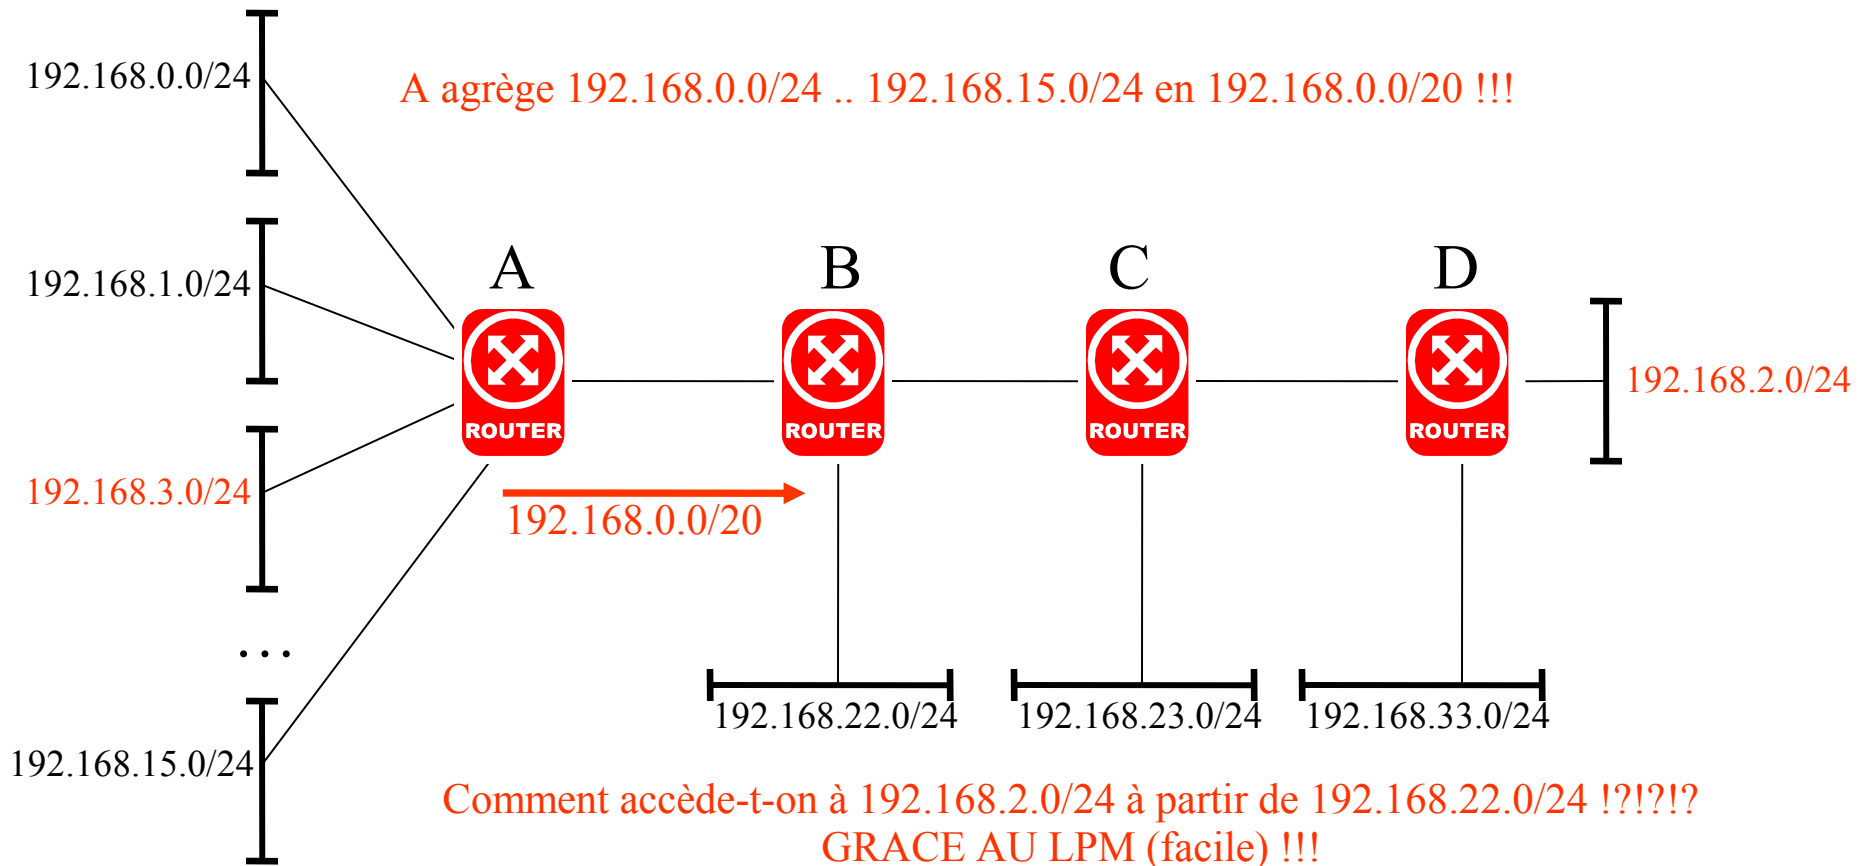 192.168.0.0/24
A agrège 192.168.0.0/24 .. 192.168.15.0/24 en 192.168.0.0/20 !!!
192.168.1.0/24
A
B
C
D
192.168.2.0/24
ROUTER
ROUTER
ROUTER
ROUTER
192.168.3.0/24
192.168.0.0/20
...
192.168.22.0/24
192.168.23.0/24
192.168.33.0/24
192.168.15.0/24
Comment accède-t-on à 192.168.2.0/24 à partir de 192.168.22.0/24 !?!?!?
GRACE AU LPM (facile) !!!